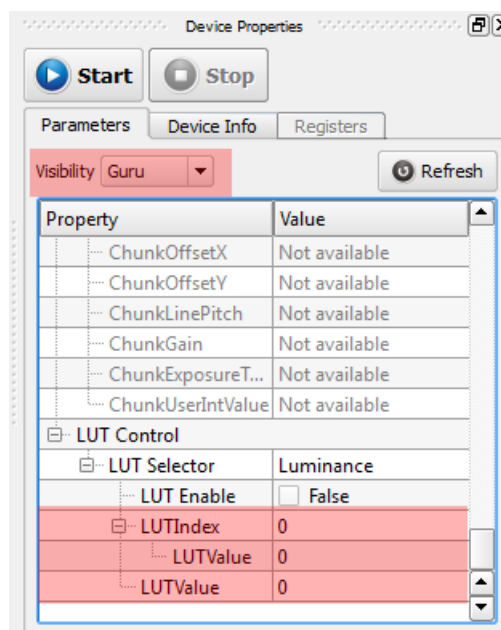 Device Properties
Start Stop
Parameters Device Info Registers
Visibility Guru Refresh
Property Value
ChunkOffsetX Not available
ChunkOffsetY Not available
ChunkLinePitch Not available
ChunkGain Not available
ChunkExposureT... Not available
ChunkUserIntValue Not available
LUT Control
LUT Selector Luminance
LUT Enable False
LUTIndex 0
LUTValue 0
LUTValue 0